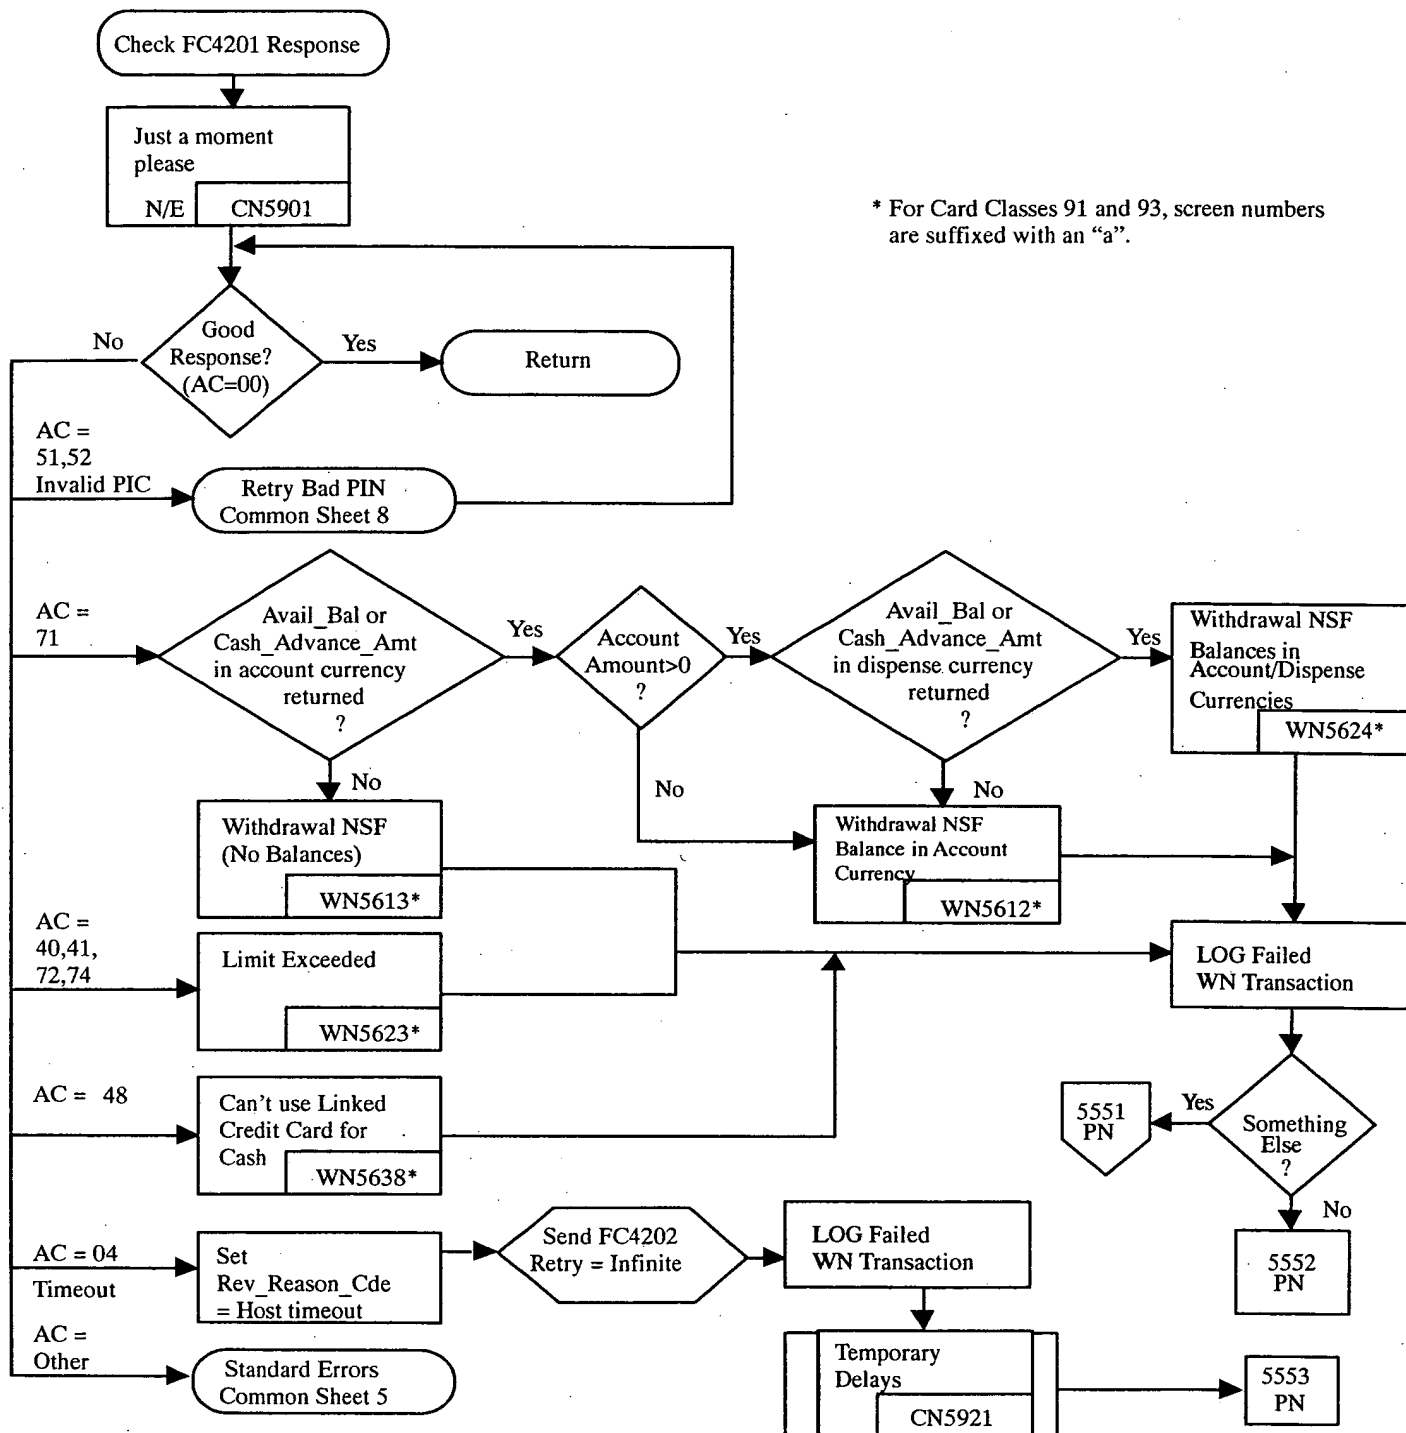 Check FC4201 Response
Just a moment
please
N/E
CN5901
* For Card Classes 91 and 93, screen numbers
are suffixed with an “a”.
No
Good
Response?
(AC=00)
Yes
Return
AC =
51,52
Invalid PIC
Retry Bad PIN
Common Sheet 8
AC =
71
Avail_Bal or
Cash_Advance_Amt
in account currency
returned
?
Yes
Account
Amount>0
?
Yes
Avail_Bal or
Cash_Advance_Amt
in dispense currency
returned
?
Yes
Withdrawal NSF
Balances in
Account/Dispense
Currencies
WN5624*
No
No
No
Withdrawal NSF
(No Balances)
WN5613*
Withdrawal NSF
Balance in Account
Currency
WN5612*
AC =
40,41,
72,74
Limit Exceeded
WN5623*
LOG Failed
WN Transaction
AC = 48
Can't use Linked
Credit Card for
Cash
WN5638*
5551
PN
Yes
Something
Else
?
No
5552
PN
AC = 04
Timeout
Set
Rev_Reason_Cde
= Host timeout
Send FC4202
Retry = Infinite
LOG Failed
WN Transaction
AC =
Other
Standard Errors
Common Sheet 5
Temporary
Delays
CN5921
5553
PN